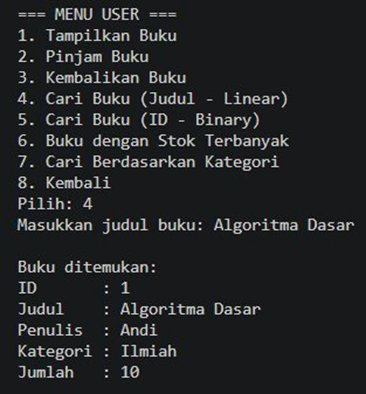 === MENU USER ===
1. Tampilkan Buku
2. Pinjam Buku
3. Kembalikan Buku
4. Cari Buku (Judul - Linear)
5. Cari Buku (ID - Binary)
6. Buku dengan Stok Terbanyak
7. Cari Berdasarkan Kategori
8. Kembali
Pilih: 4
Masukkan judul buku: Algoritma Dasar

Buku ditemukan:
ID       : 1
Judul    : Algoritma Dasar
Penulis  : Andi
Kategori : Ilmiah
Jumlah   : 10